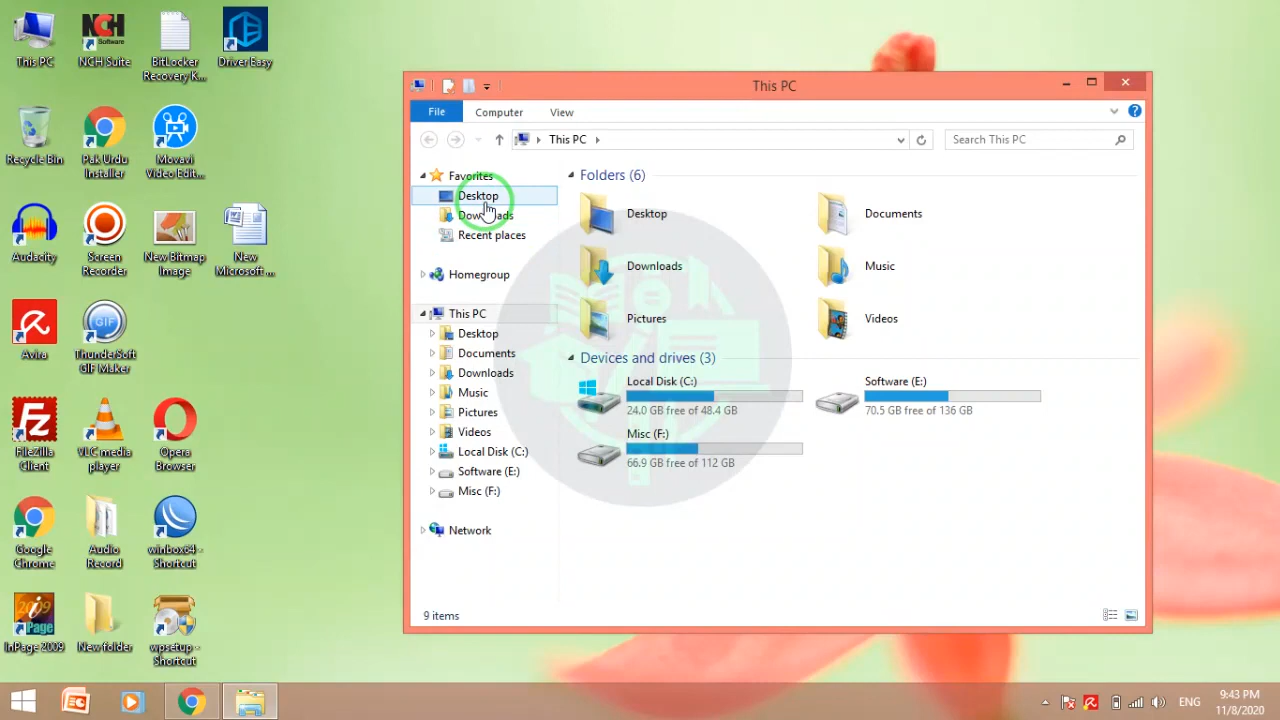 This PC
NCH Suite
BitLocker
Recovery K...
Driver Easy
Recycle Bin
Pak Urdu
Installer
Movavi
Video Edit...
Audacity
Screen
Recorder
New Bitmap
Image
New
Microsoft ...
Avira
ThunderSoft
GIF Maker
FileZilla
Client
VLC media
player
Opera
Browser
Google
Chrome
Audio
Record
winbox64 -
Shortcut
InPage 2009
New folder
wpsetup -
Shortcut
NCH
Software
GIF
Fz
2009
Page
This PC
File
Computer
View
This PC
Search This PC
Favorites
Desktop
Downloads
Recent places
Homegroup
This PC
Desktop
Documents
Downloads
Music
Pictures
Videos
Local Disk (C:)
Software (E:)
Misc (F:)
Network
Folders (6)
Desktop
Documents
Downloads
Music
Pictures
Videos
Devices and drives (3)
Local Disk (C:)
24.0 GB free of 48.4 GB
Software (E:)
70.5 GB free of 136 GB
Misc (F:)
66.9 GB free of 112 GB
9 items
ENG
9:43 PM
11/8/2020